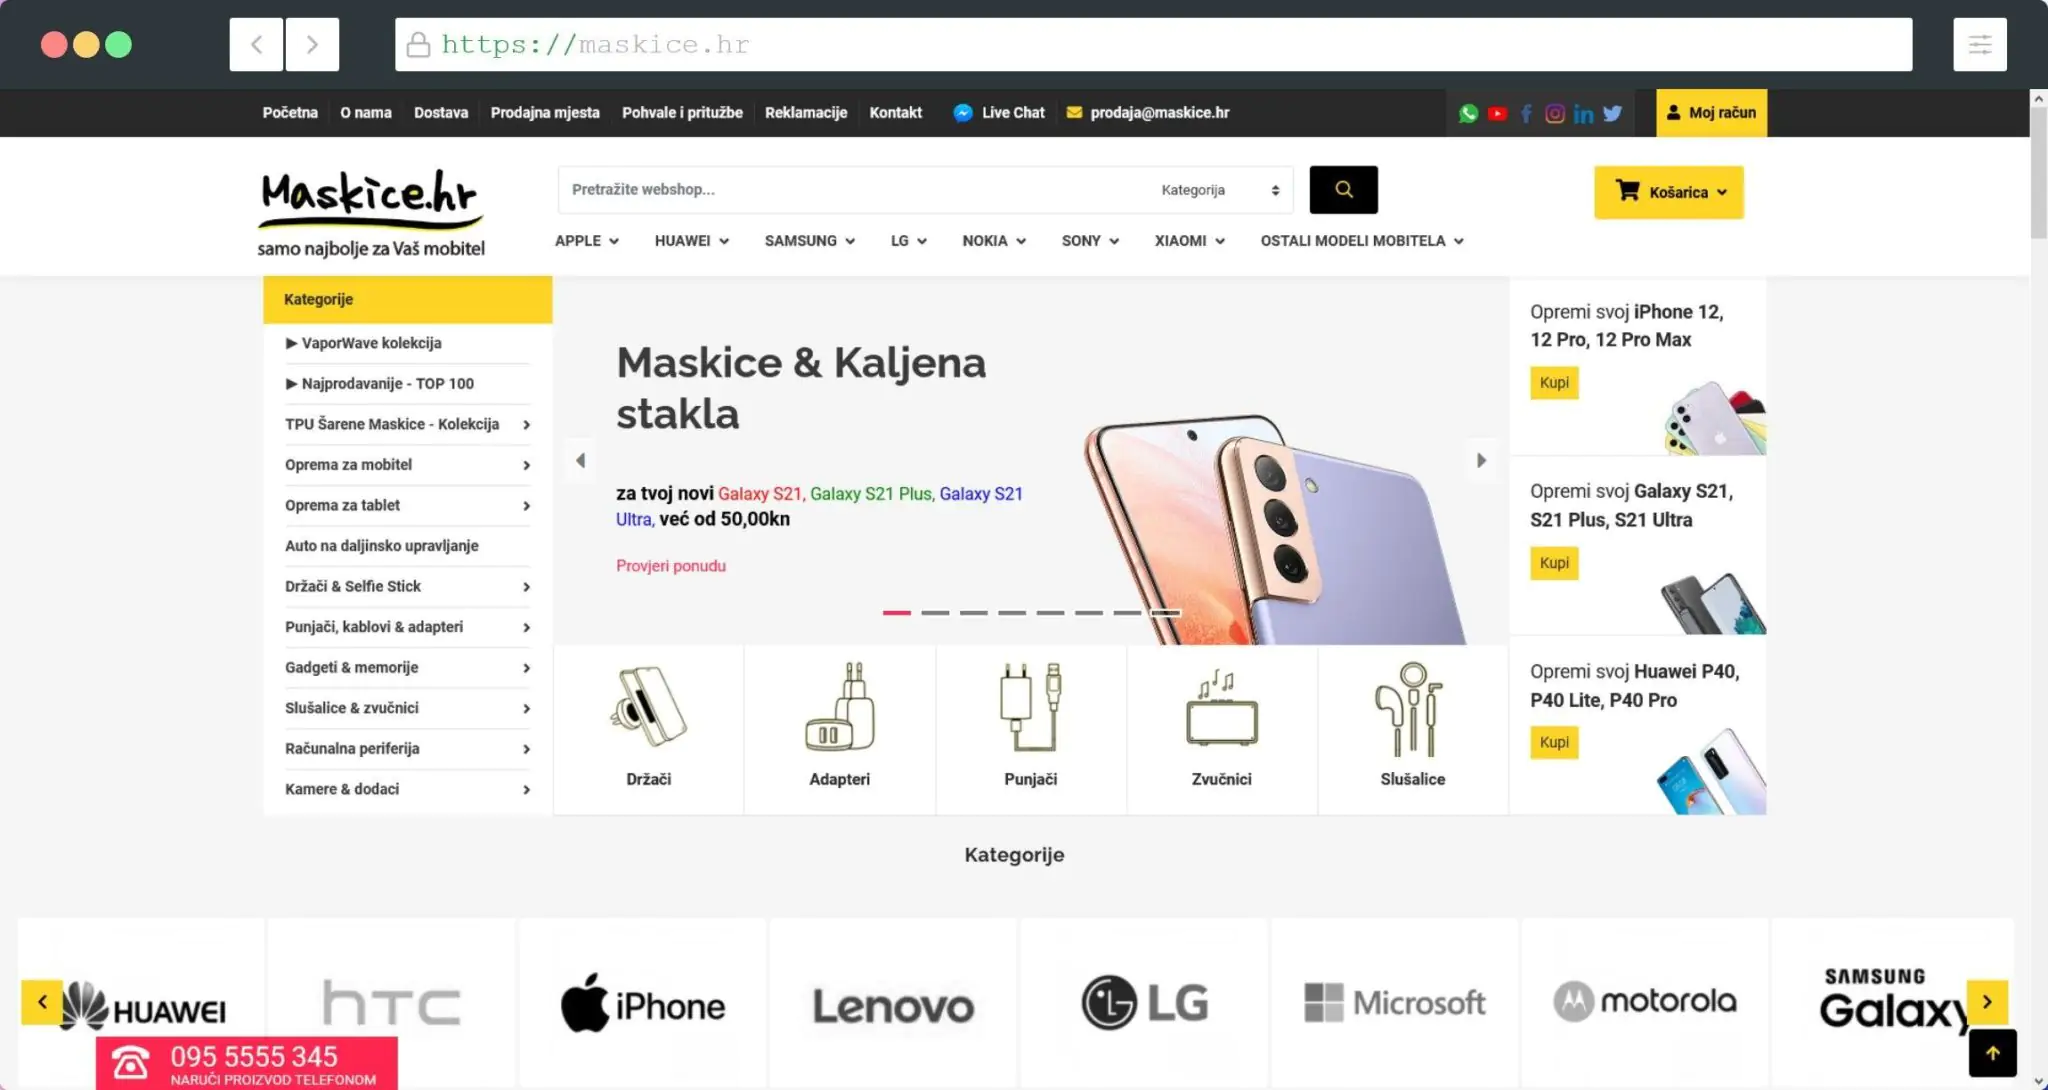 https://maskice.hr
Početna O nama Dostava Prodajna mjesta Pohvale i pritužbe Reklamacije Kontakt Live Chat prodaja@maskice.hr Moj račun
Maskice.hr
samo najbolje za Vaš mobitel
Pretražite webshop... Kategorija
Košarica
APPLE HUAWEI SAMSUNG LG NOKIA SONY XIAOMI OSTALI MODELI MOBITELA
Kategorije
VaporWave kolekcija
Najprodavanije - TOP 100
TPU Šarene Maskice - Kolekcija
Oprema za mobitel
Oprema za tablet
Auto na daljinsko upravljanje
Držači & Selfie Stick
Punjači, kablovi & adapteri
Gadgeti & memorije
Slušalice & zvučnici
Računalna periferija
Kamere & dodaci
Maskice & Kaljena
stakla
za tvoj novi Galaxy S21, Galaxy S21 Plus, Galaxy S21
Ultra, već od 50,00kn
Provjeri ponudu
Držači
Adapteri
Punjači
Zvučnici
Slušalice
Opremi svoj iPhone 12,
12 Pro, 12 Pro Max
Kupi
Opremi svoj Galaxy S21,
S21 Plus, S21 Ultra
Kupi
Opremi svoj Huawei P40,
P40 Lite, P40 Pro
Kupi
Kategorije
HUAWEI
hTC
iPhone
Lenovo
LG
Microsoft
motorola
SAMSUNG
Galaxy
095 5555 345
NARUČI PROIZVOD TELEFONOM